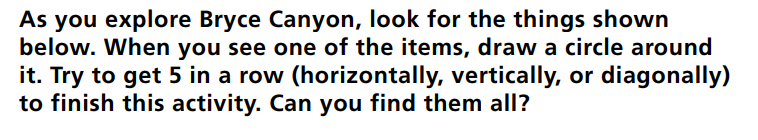 As you explore Bryce Canyon, look for the things shown
below. When you see one of the items, draw a circle around
it. Try to get 5 in a row (horizontally, vertically, or diagonally)
to finish this activity. Can you find them all?